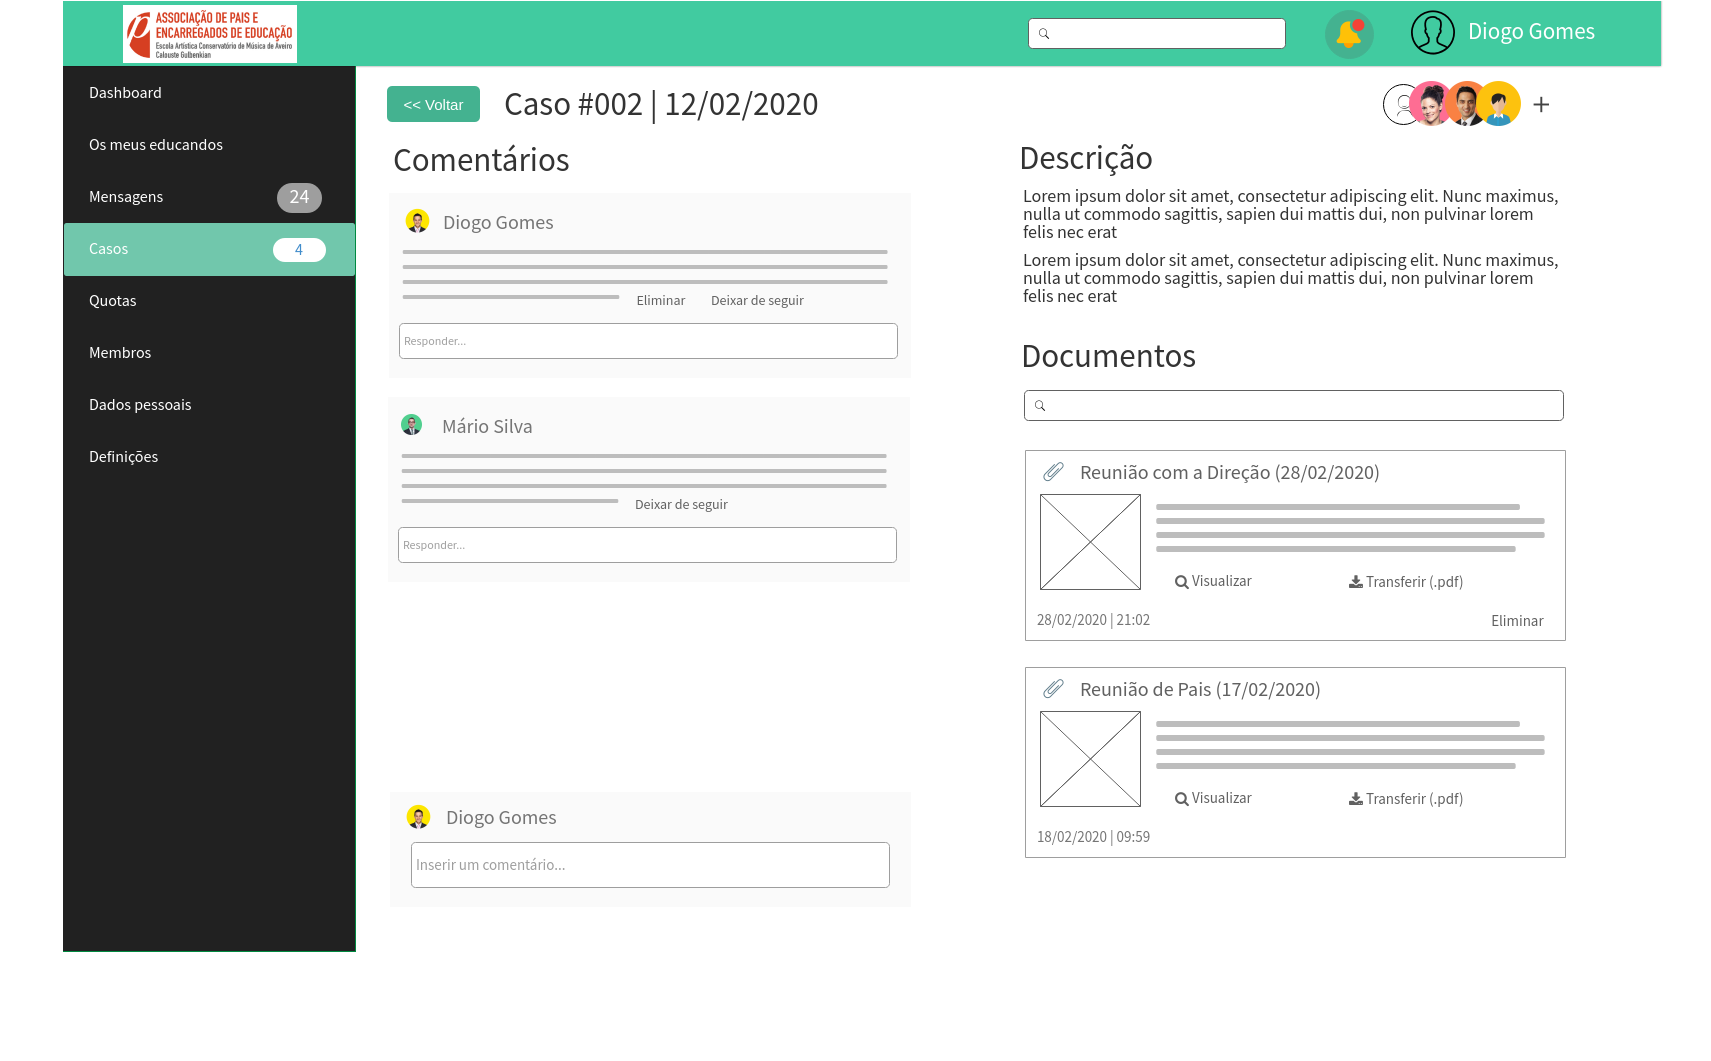 ASSOCIAÇÃO DE PAIS E
ENCARREGADOS DE EDUCAÇÃO
Escola Artística Conservatório de Música de Aveiro
Calouste Gulbenkian
Diogo Gomes
Dashboard
Os meus educandos
Mensagens 24
Casos 4
Quotas
Membros
Dados pessoais
Definições
<< Voltar
Caso #002 | 12/02/2020
Comentários
Diogo Gomes
Eliminar Deixar de seguir
Responder...
Mário Silva
Deixar de seguir
Responder...
Diogo Gomes
Inserir um comentário...
Descrição
Lorem ipsum dolor sit amet, consectetur adipiscing elit. Nunc maximus,
nulla ut commodo sagittis, sapien dui mattis dui, non pulvinar lorem
felis nec erat
Lorem ipsum dolor sit amet, consectetur adipiscing elit. Nunc maximus,
nulla ut commodo sagittis, sapien dui mattis dui, non pulvinar lorem
felis nec erat
Documentos
Reunião com a Direção (28/02/2020)
Visualizar Transferir (.pdf)
28/02/2020 | 21:02 Eliminar
Reunião de Pais (17/02/2020)
Visualizar Transferir (.pdf)
18/02/2020 | 09:59